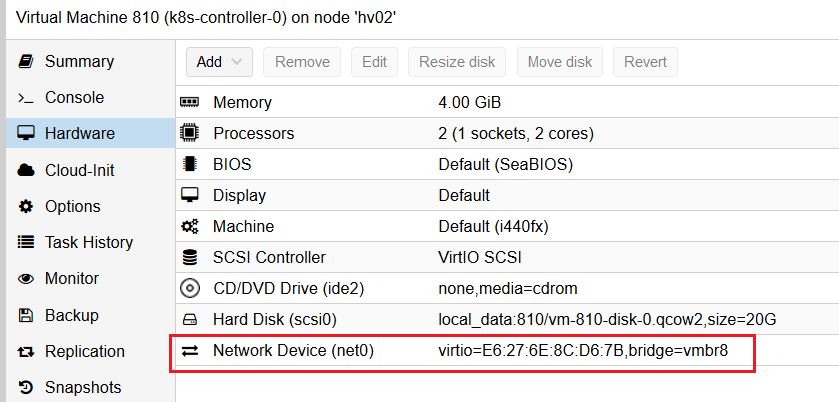 Virtual Machine 810 (k8s-controller-0) on node 'hv02'
Summary
Console
Hardware
Cloud-Init
Options
Task History
Monitor
Backup
Replication
Snapshots
Add Remove Edit Resize disk Move disk Revert
Memory 4.00 GiB
Processors 2 (1 sockets, 2 cores)
BIOS Default (SeaBIOS)
Display Default
Machine Default (i440fx)
SCSI Controller VirtIO SCSI
CD/DVD Drive (ide2) none,media=cdrom
Hard Disk (scsi0) local_data:810/vm-810-disk-0.qcow2,size=20G
Network Device (net0) virtio=E6:27:6E:8C:D6:7B,bridge=vmbr8